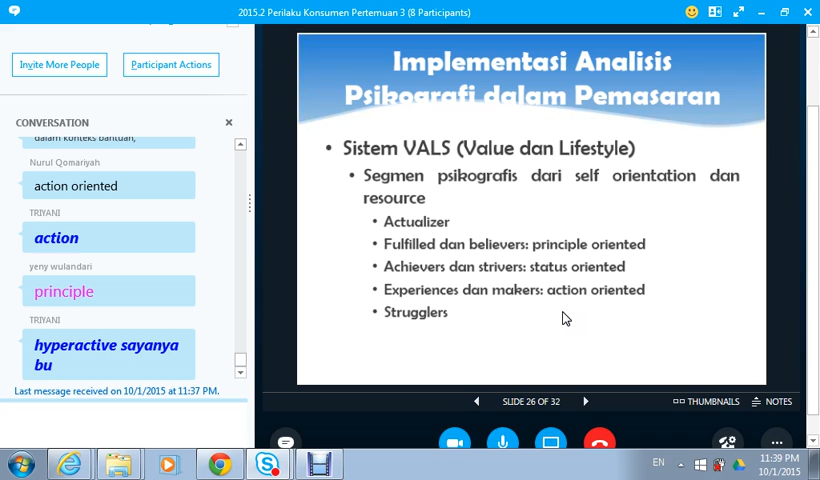 2015.2 Perilaku Konsumen Pertemuan 3 (8 Participants)
Invite More People
Participant Actions
CONVERSATION
dalam konteks bantuan,
Nurul Qomariyah
action oriented
TRIYANI
action
yeny wulandari
principle
TRIYANI
hyperactive sayanya
bu
Last message received on 10/1/2015 at 11:37 PM.
Implementasi Analisis
Psikografi dalam Pemasaran
• Sistem VALS (Value dan Lifestyle)
• Segmen psikografis dari self orientation dan
resource
• Actualizer
• Fulfilled dan believers: principle oriented
• Achievers dan strivers: status oriented
• Experiences dan makers: action oriented
• Strugglers
SLIDE 26 OF 32
THUMBNAILS
NOTES
EN
11:39 PM
10/1/2015